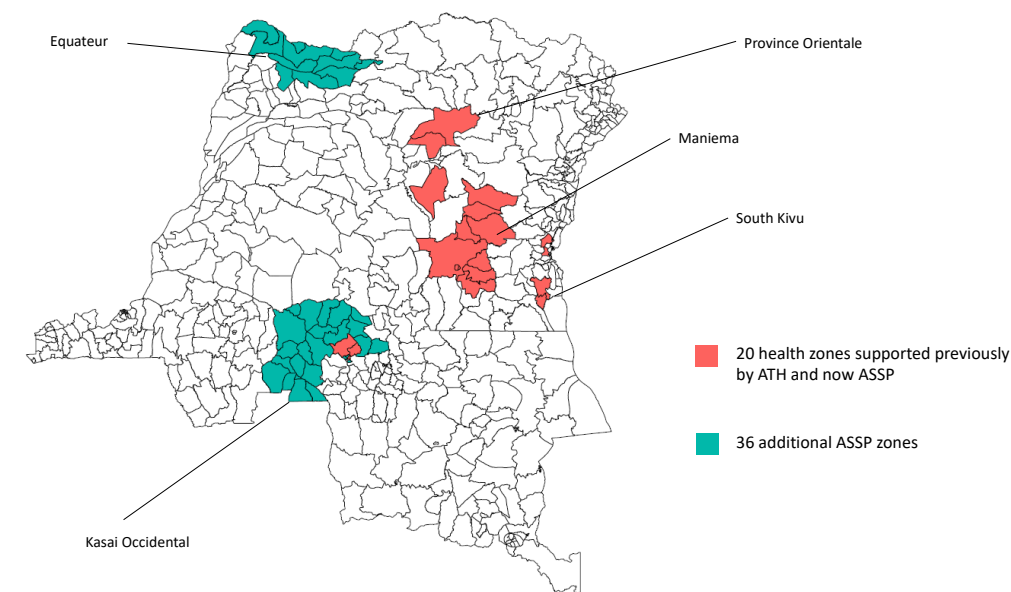 Equateur
Province Orientale
Maniema
South Kivu
20 health zones supported previously
by ATH and now ASSP
36 additional ASSP zones
Kasai Occidental